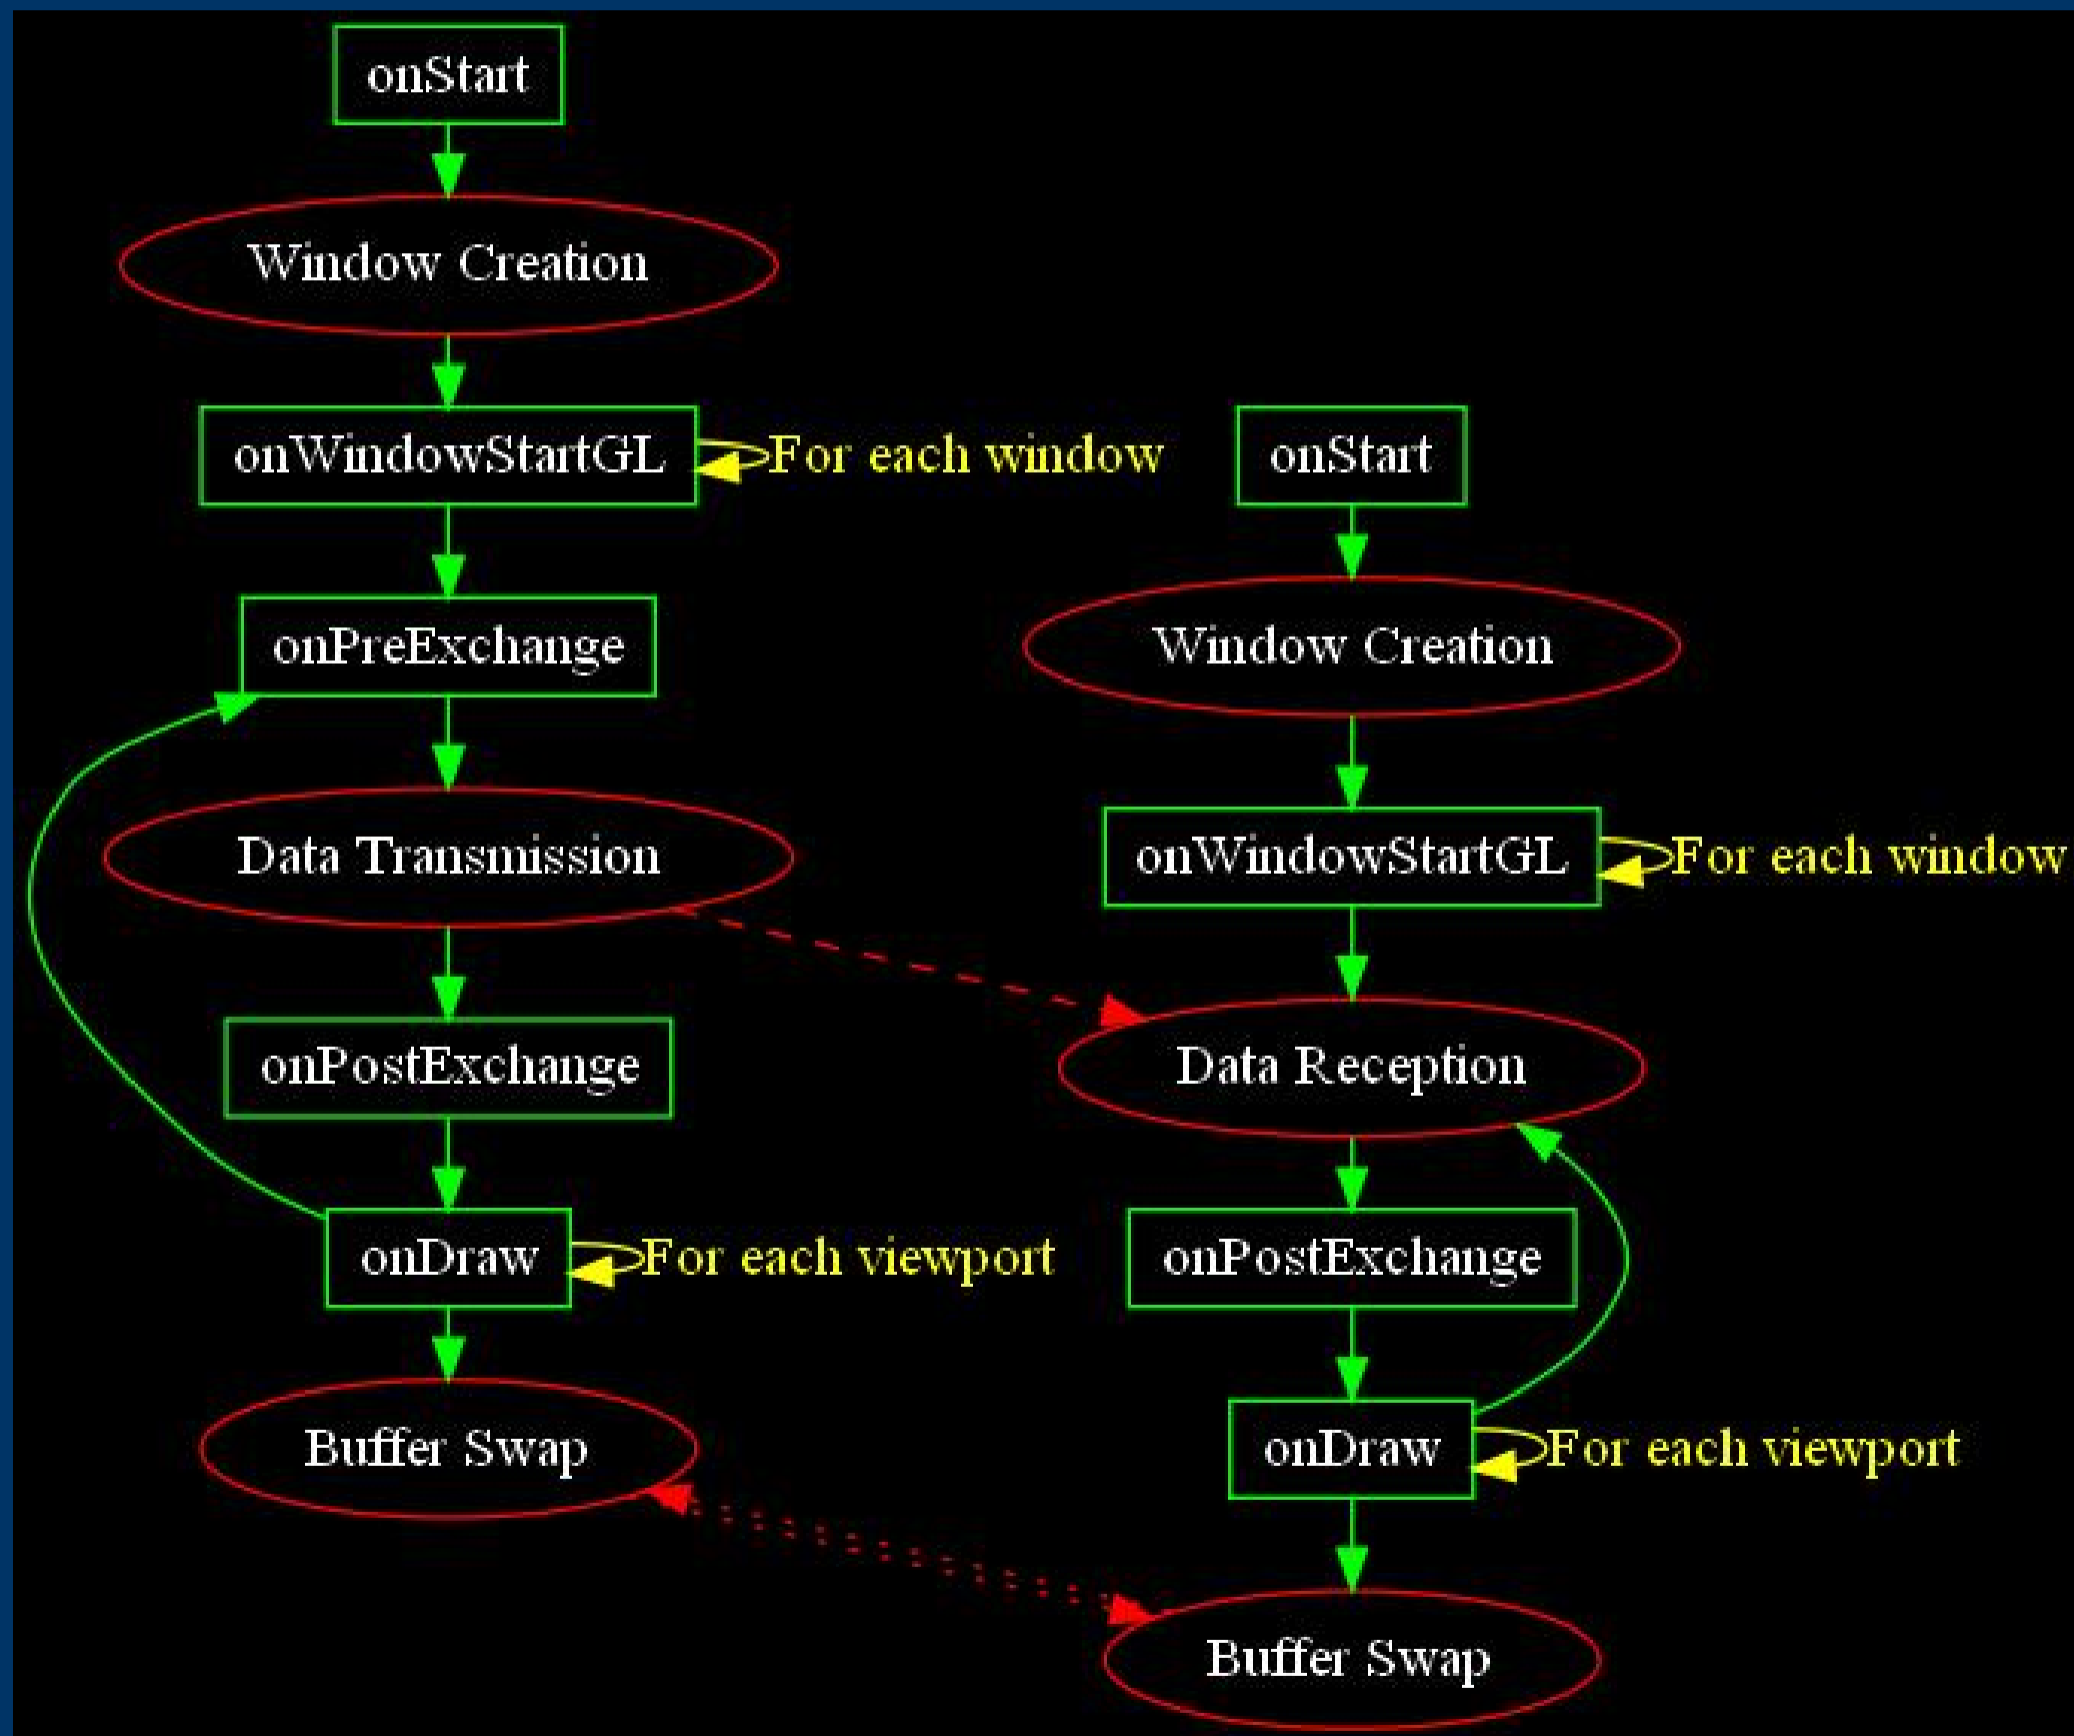 onStart
Window Creation
onWindowStartGL
For each window
onPreExchange
Data Transmission
onPostExchange
onDraw
For each viewport
Buffer Swap
onStart
Window Creation
onWindowStartGL
For each window
Data Reception
onPostExchange
onDraw
For each viewport
Buffer Swap